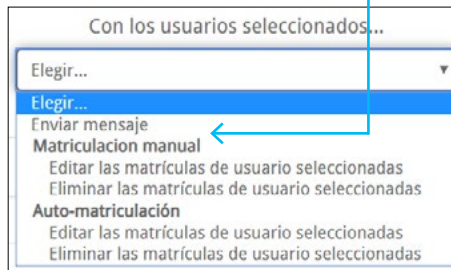 Con los usuarios seleccionados...
Elegir...
Elegir...
Enviar mensaje
Matriculacion manual
Editar las matrículas de usuario seleccionadas
Eliminar las matrículas de usuario seleccionadas
Auto-matriculación
Editar las matrículas de usuario seleccionadas
Eliminar las matrículas de usuario seleccionadas